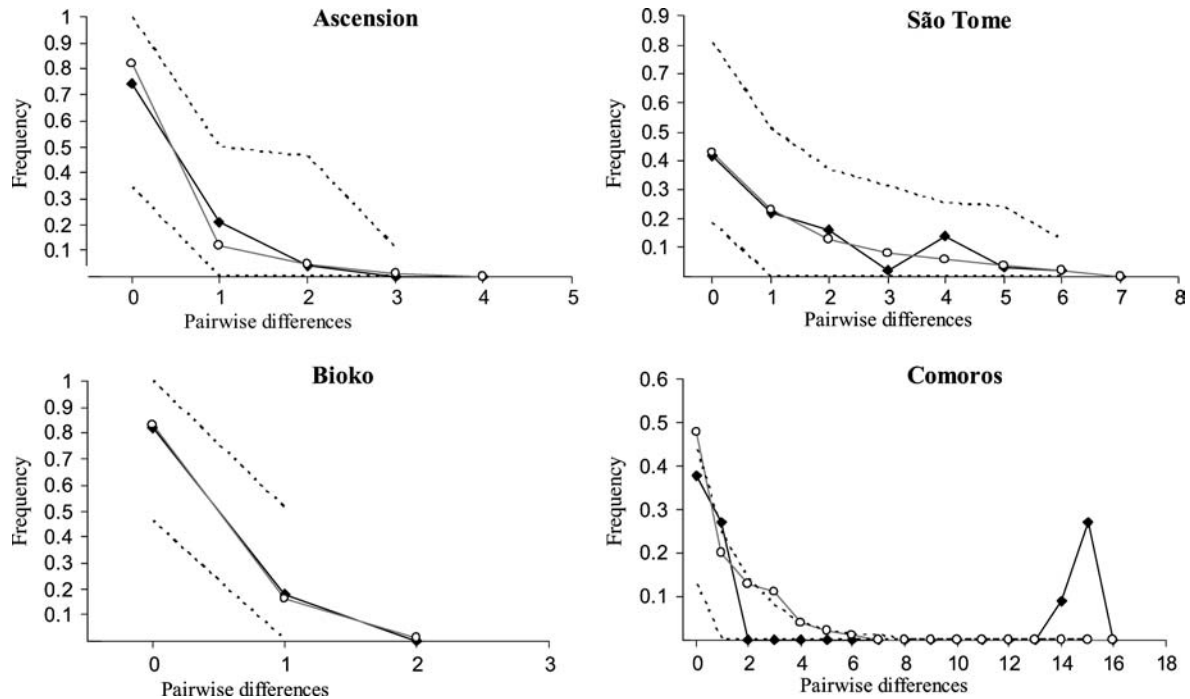 Ascension
1
0.9
0.8
0.7
0.6
0.5
0.4
0.3
0.2
0.1
Frequency
0 1 2 3 4 5
Pairwise differences
São Tome
0.9
0.8
0.7
0.6
0.5
0.4
0.3
0.2
0.1
Frequency
0 1 2 3 4 5 6 7 8
Pairwise differences
Bioko
1
0.9
0.8
0.7
0.6
0.5
0.4
0.3
0.2
0.1
Frequency
0 1 2 3
Pairwise differences
Comoros
0.6
0.5
0.4
0.3
0.2
0.1
Frequency
0 2 4 6 8 10 12 14 16 18
Pairwise differences